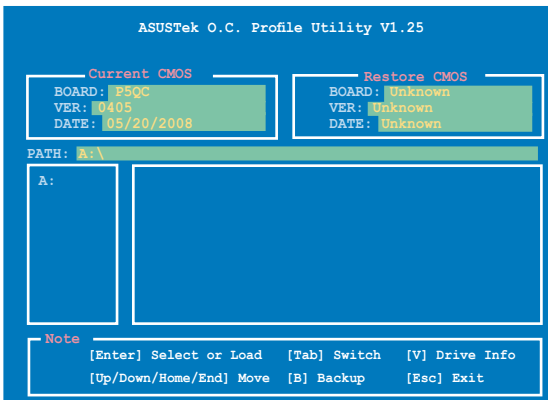 ASUSTek O.C. Profile Utility V1.25
Current CMOS
BOARD: P5QC
VER: 0405
DATE: 05/20/2008
Restore CMOS
BOARD: Unknown
VER: Unknown
DATE: Unknown
PATH: A:\
A:
Note
[Enter] Select or Load [Tab] Switch [V] Drive Info
[Up/Down/Home/End] Move [B] Backup [Esc] Exit